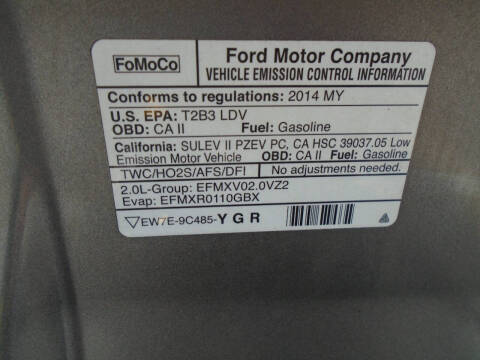 FoMoCo
Ford Motor Company
VEHICLE EMISSION CONTROL INFORMATION
Conforms to regulations: 2014 MY
U.S. EPA: T2B3 LDV
OBD: CA II Fuel: Gasoline
California: SULEV II PZEV PC, CA HSC 39037.05 Low
Emission Motor Vehicle OBD: CA II Fuel: Gasoline
TWC/HO2S/AFS/DFI No adjustments needed.
2.0L-Group: EFMXV02.0VZ2
Evap: EFMXR0110GBX
EW7E-9C485-Y G R